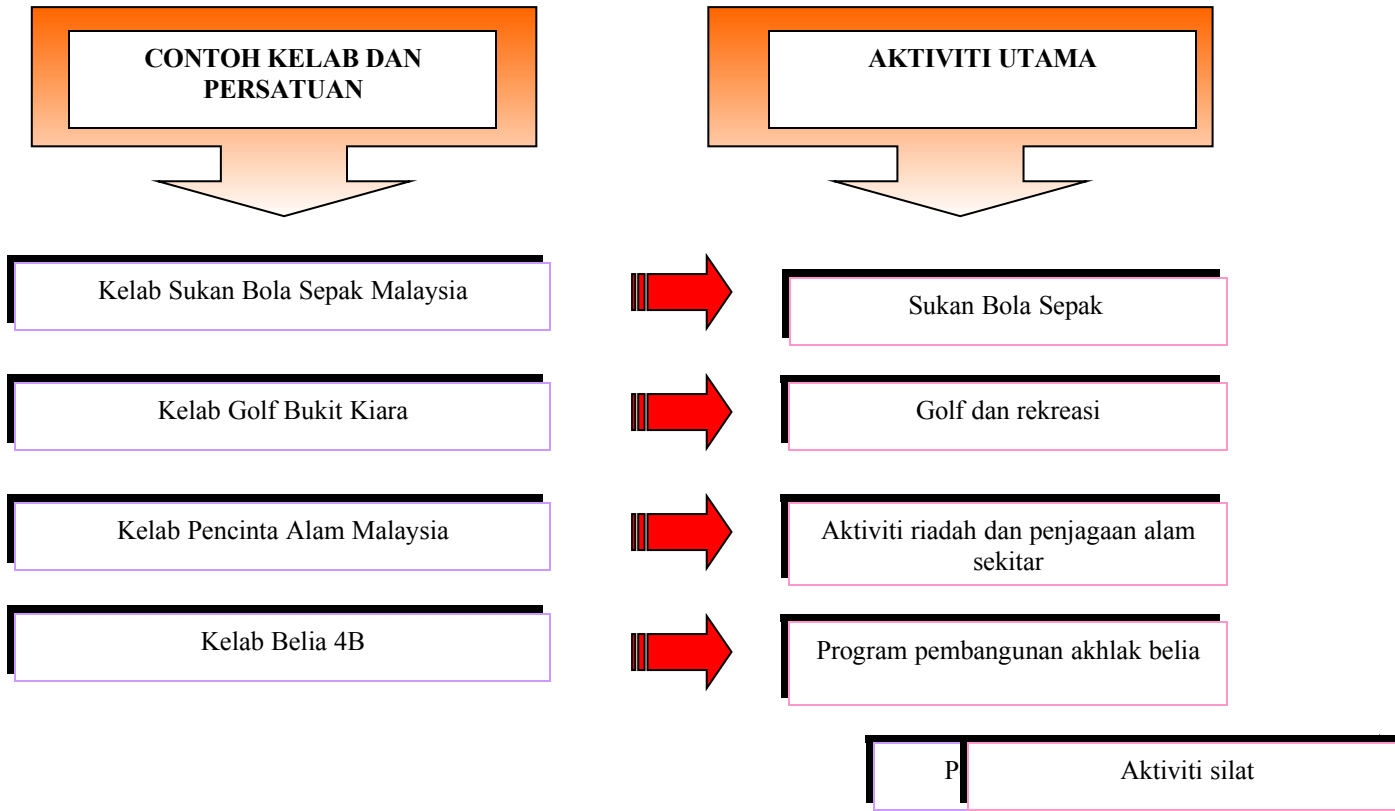 CONTOH KELAB DAN
PERSATUAN
AKTIVITI UTAMA
Kelab Sukan Bola Sepak Malaysia
Sukan Bola Sepak
Kelab Golf Bukit Kiara
Golf dan rekreasi
Kelab Pencinta Alam Malaysia
Aktiviti riadah dan penjagaan alam
sekitar
Kelab Belia 4B
Program pembangunan akhlak belia
Aktiviti silat